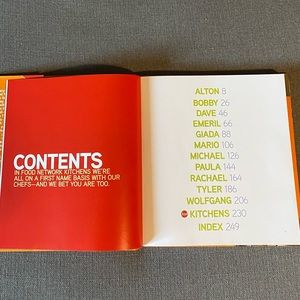 CONTENTS
IN FOOD NETWORK KITCHENS WE'RE
ALL ON A FIRST NAME BASIS WITH OUR
CHEFS—AND WE BET YOU ARE TOO.
ALTON 8
BOBBY 26
DAVE 46
EMERIL 66
GIADA 88
MARIO 106
MICHAEL 126
PAULA 144
RACHAEL 164
TYLER 186
WOLFGANG 206
KITCHENS 230
INDEX 249